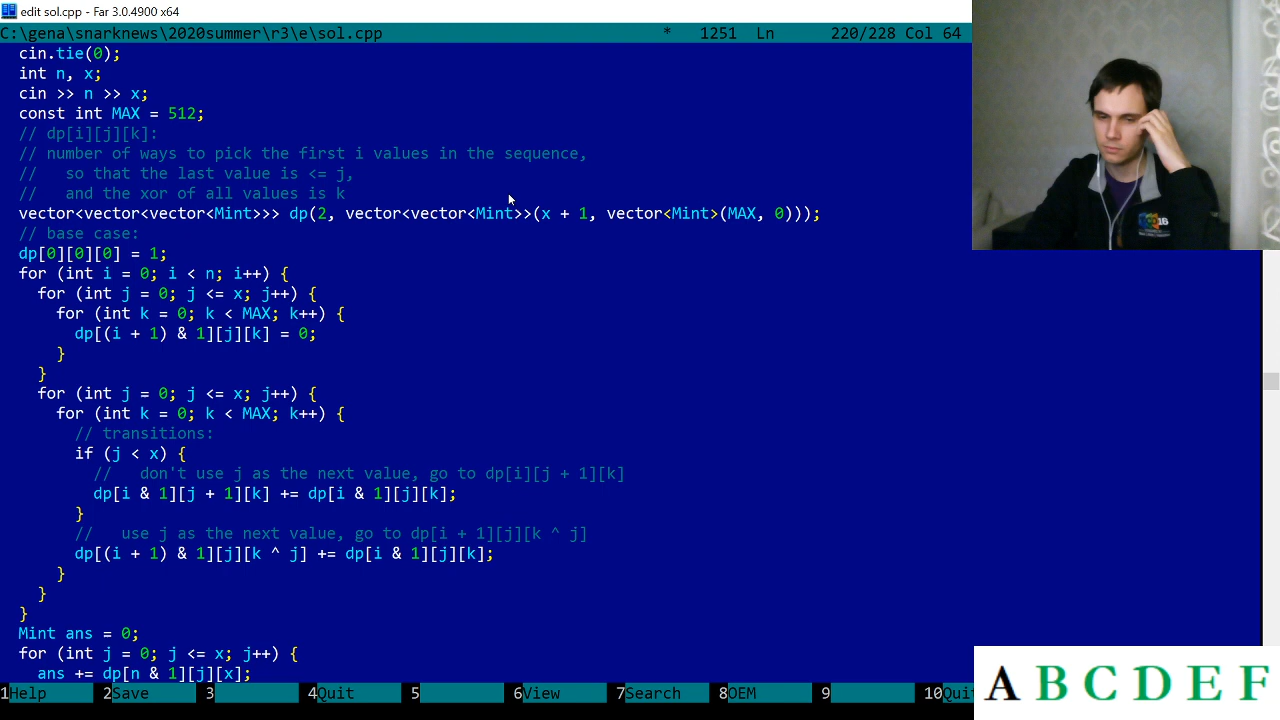 edit sol.cpp - Far 3.0.4900 x64
C:\gena\snarknews\2020summer\r3\e\sol.cpp * 1251 Ln 220/228 Col 64
cin.tie(0);
int n, x;
cin >> n >> x;
const int MAX = 512;
// dp[i][j][k]:
// number of ways to pick the first i values in the sequence,
//   so that the last value is <= j,
//   and the xor of all values is k
vector<vector<vector<Mint>>> dp(2, vector<vector<Mint>>(x + 1, vector<Mint>(MAX, 0)));
// base case:
dp[0][0][0] = 1;
for (int i = 0; i < n; i++) {
  for (int j = 0; j <= x; j++) {
    for (int k = 0; k < MAX; k++) {
      dp[(i + 1) & 1][j][k] = 0;
    }
  }
  for (int j = 0; j <= x; j++) {
    for (int k = 0; k < MAX; k++) {
      // transitions:
      if (j < x) {
        //   don't use j as the next value, go to dp[i][j + 1][k]
        dp[i & 1][j + 1][k] += dp[i & 1][j][k];
      }
      //   use j as the next value, go to dp[i + 1][j][k ^ j]
      dp[(i + 1) & 1][j][k ^ j] += dp[i & 1][j][k];
    }
  }
}
Mint ans = 0;
for (int j = 0; j <= x; j++) {
  ans += dp[n & 1][j][x];
1Help 2Save 3 4Quit 5 6View 7Search 8OEM 9 10Qui
A B C D E F